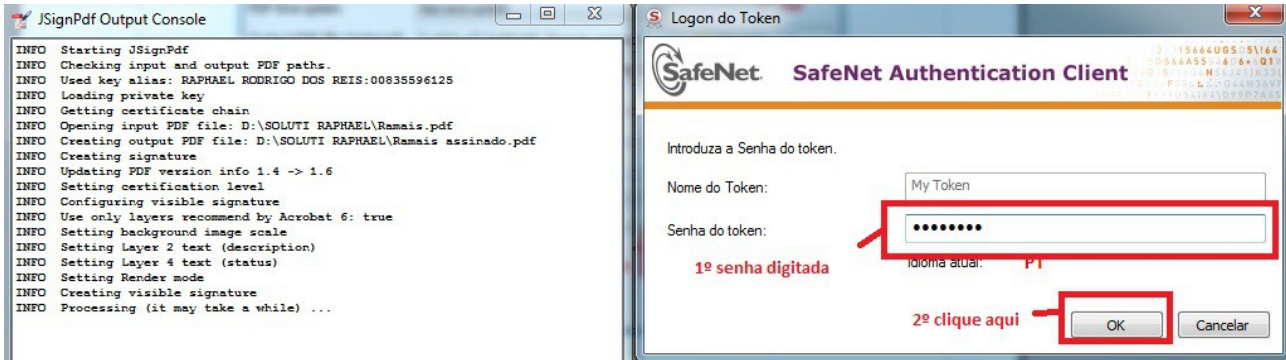 JSignPdf Output Console
INFO Starting JSignPdf
INFO Checking input and output PDF paths.
INFO Used key alias: RAPHAEL RODRIGO DOS REIS:00835596125
INFO Loading private key
INFO Getting certificate chain
INFO Opening input PDF file: D:\SOLUTI RAPHAEL\Ramais.pdf
INFO Creating output PDF file: D:\SOLUTI RAPHAEL\Ramais assinado.pdf
INFO Creating signature
INFO Updating PDF version info 1.4 -> 1.6
INFO Setting certification level
INFO Configuring visible signature
INFO Use only layers recommend by Acrobat 6: true
INFO Setting background image scale
INFO Setting Layer 2 text (description)
INFO Setting Layer 4 text (status)
INFO Setting Render mode
INFO Creating visible signature
INFO Processing (it may take a while) ...
Logon do Token
SafeNet. SafeNet Authentication Client
Introduza a Senha do token.
Nome do Token: My Token
Senha do token: ••••••••
1º senha digitada
Idioma atual: PT
2º clique aqui
OK Cancelar